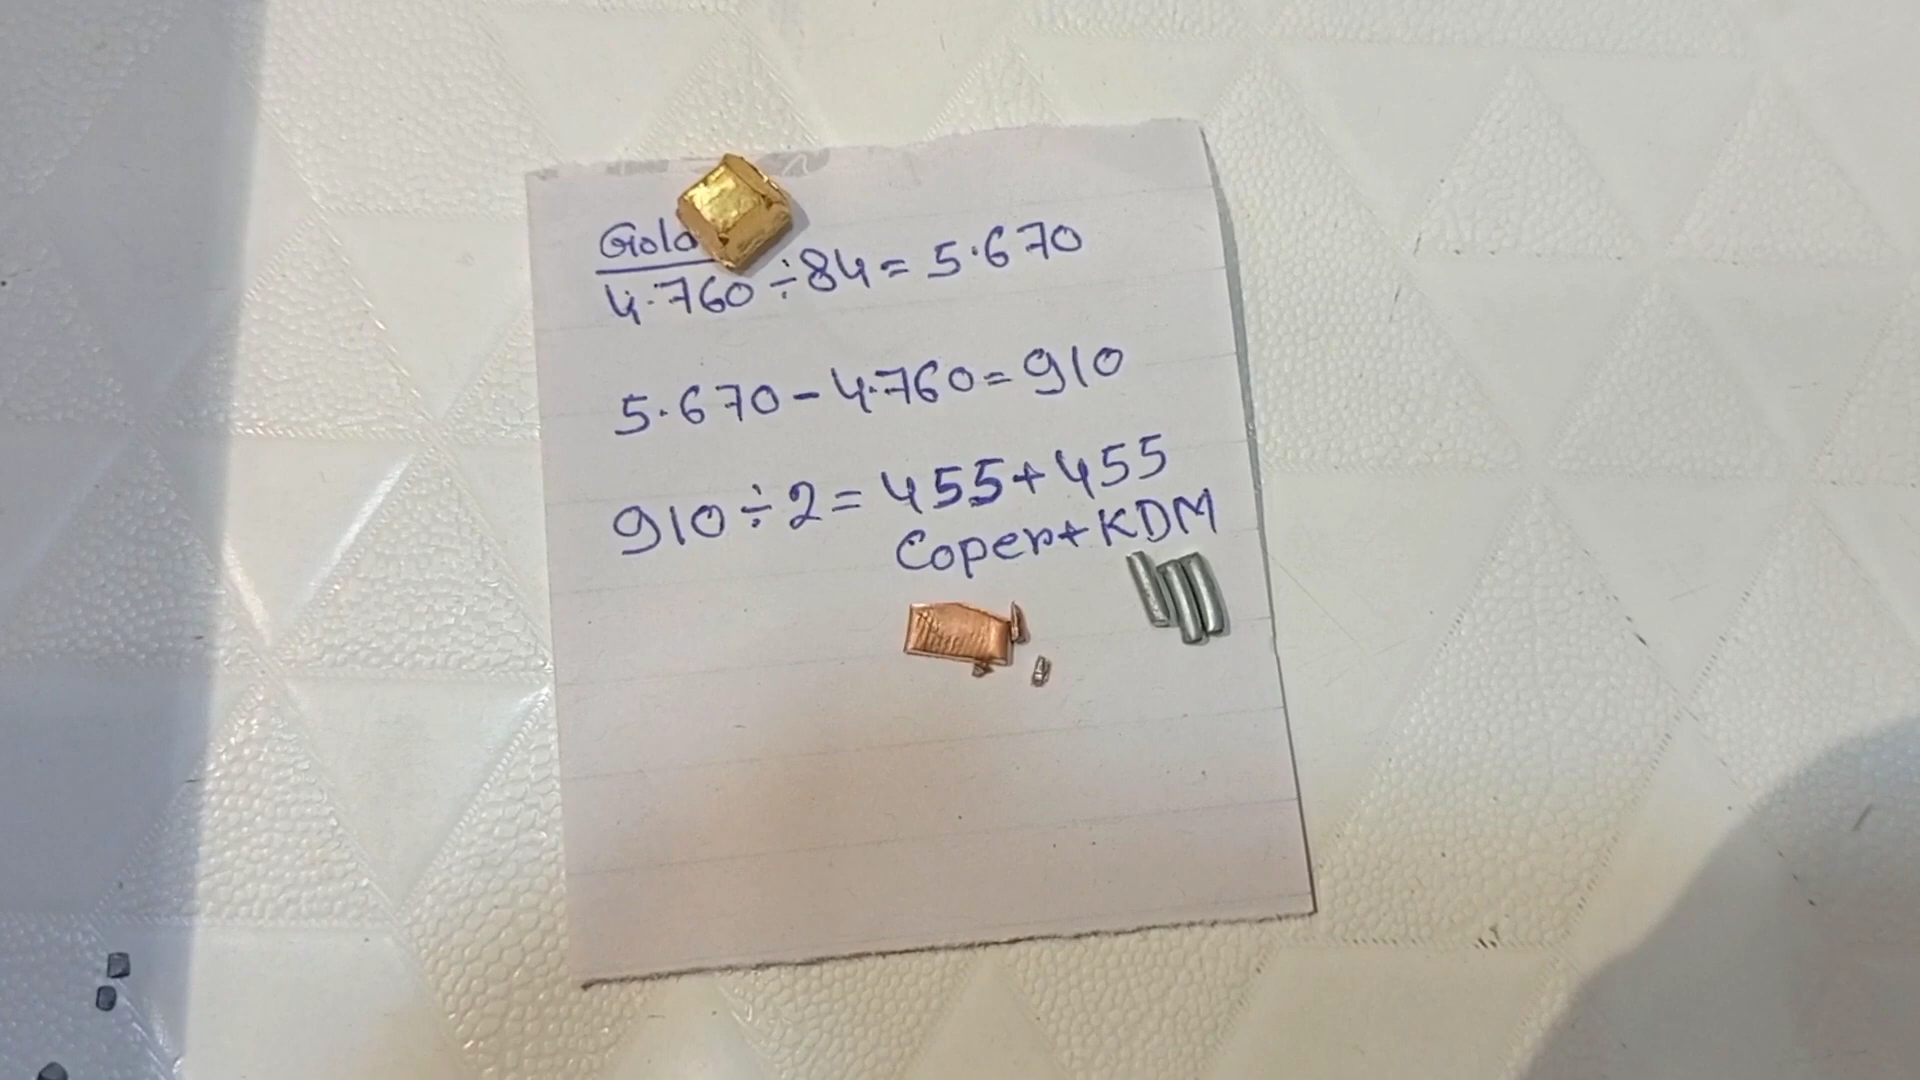 Gold
4.760 ÷ 84 = 5.670
5.670 - 4.760 = 910
910 ÷ 2 = 455 + 455
Coper + KDM